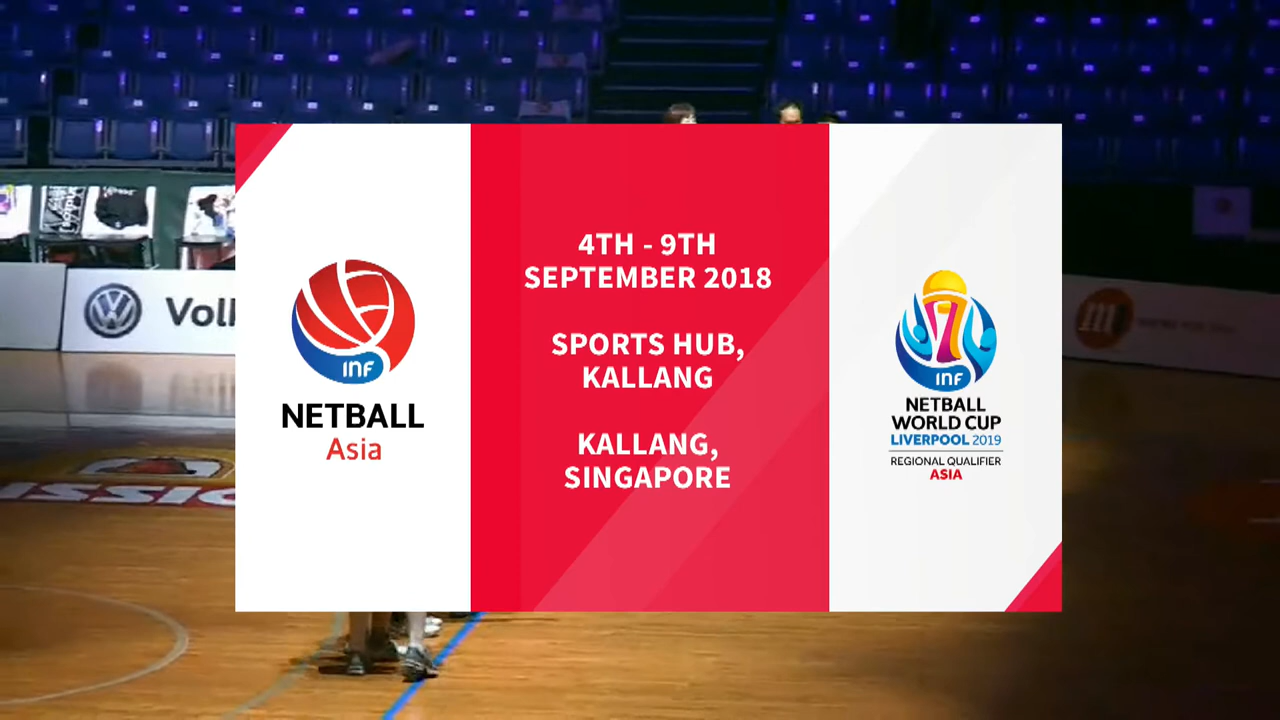 4TH - 9TH
SEPTEMBER 2018
SPORTS HUB,
KALLANG
KALLANG,
SINGAPORE
INF
NETBALL
Asia
INF
NETBALL
WORLD CUP
LIVERPOOL 2019
REGIONAL QUALIFIER
ASIA
Voll
m
SSIC